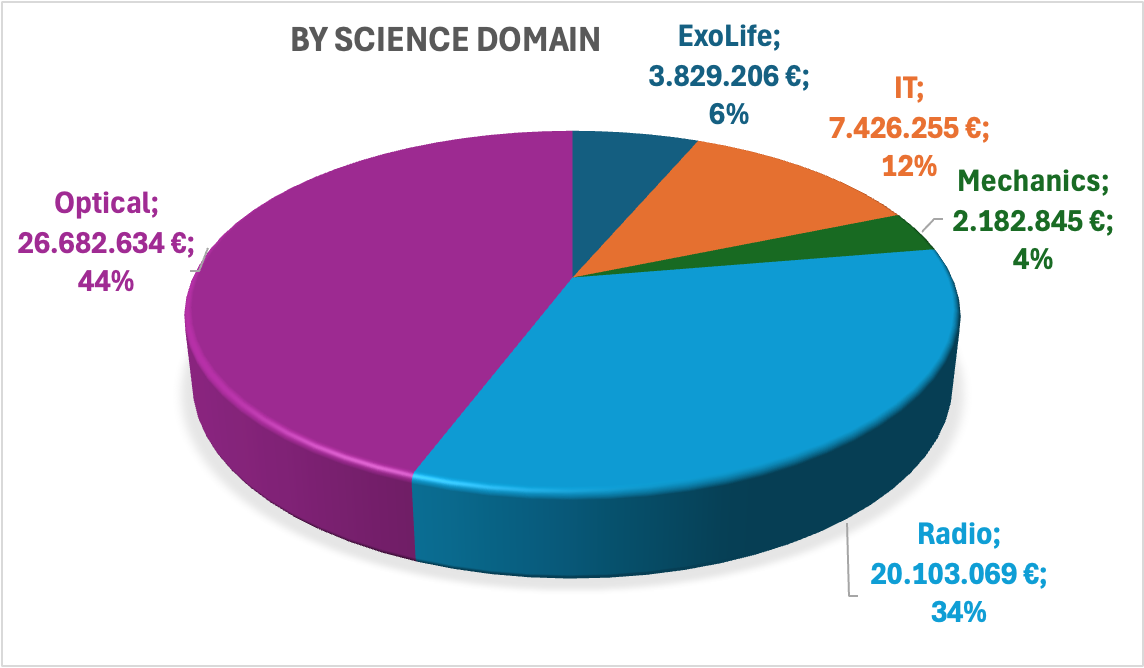 BY SCIENCE DOMAIN
ExoLife;
3.829.206 €;
6%
IT;
7.426.255 €;
12%
Mechanics;
2.182.845 €;
4%
Optical;
26.682.634 €;
44%
Radio;
20.103.069 €;
34%